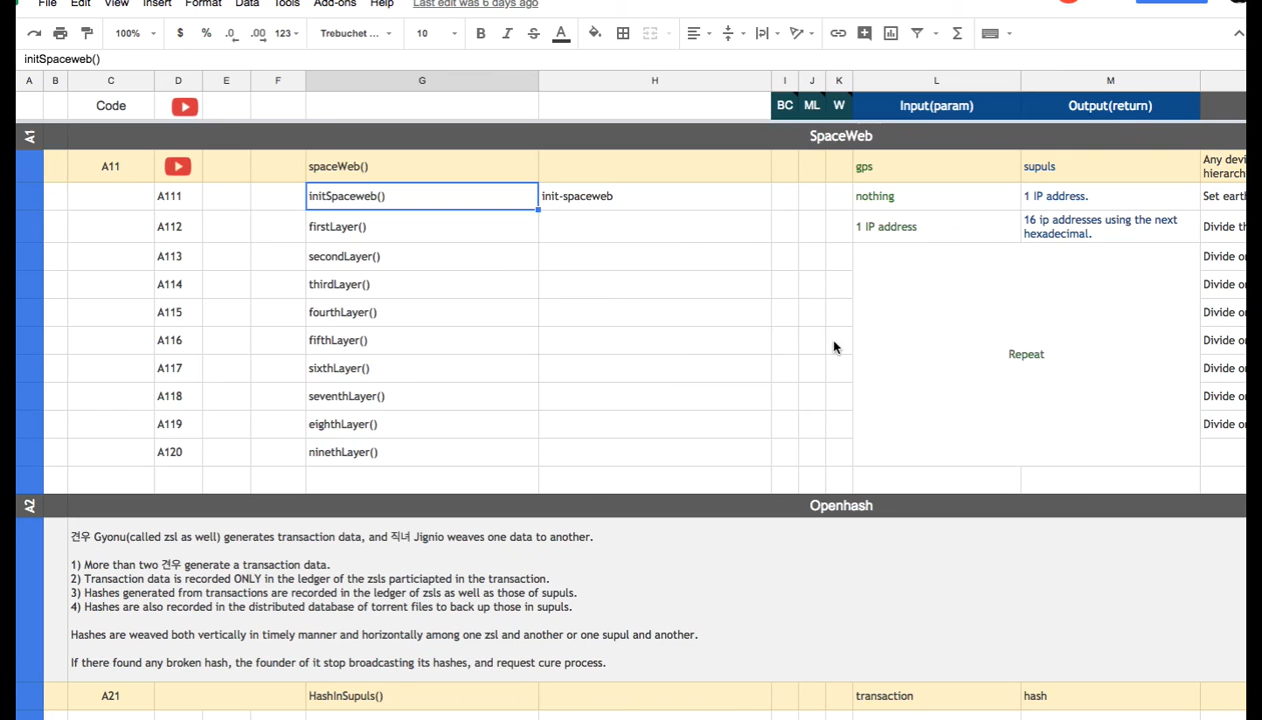 File Edit View Insert Format Data Tools Add-ons Help Last edit was 6 days ago
100% $ % .0 .00 123 Trebuchet ... 10 B I S A
initSpaceweb()
A B C D E F G H I J K L M
Code BC ML W Input(param) Output(return)
A1 SpaceWeb
A11 spaceWeb() gps supuls Any devi
hierarch
A111 initSpaceweb() init-spaceweb nothing 1 IP address. Set eart
A112 firstLayer() 1 IP address 16 ip addresses using the next
hexadecimal. Divide th
A113 secondLayer() Divide or
A114 thirdLayer() Divide or
A115 fourthLayer() Divide or
A116 fifthLayer() Divide or
Repeat
A117 sixthLayer() Divide or
A118 seventhLayer() Divide or
A119 eighthLayer() Divide or
A120 ninethLayer()
A2 Openhash
견우 Gyonu(called zsl as well) generates transaction data, and 직녀 Jignio weaves one data to another.
1) More than two 견우 generate a transaction data.
2) Transaction data is recorded ONLY in the ledger of the zsls particiapted in the transaction.
3) Hashes generated from transactions are recorded in the ledger of zsls as well as those of supuls.
4) Hashes are also recorded in the distributed database of torrent files to back up those in supuls.
Hashes are weaved both vertically in timely manner and horizontally among one zsl and another or one supul and another.
If there found any broken hash, the founder of it stop broadcasting its hashes, and request cure process.
A21 HashInSupuls() transaction hash